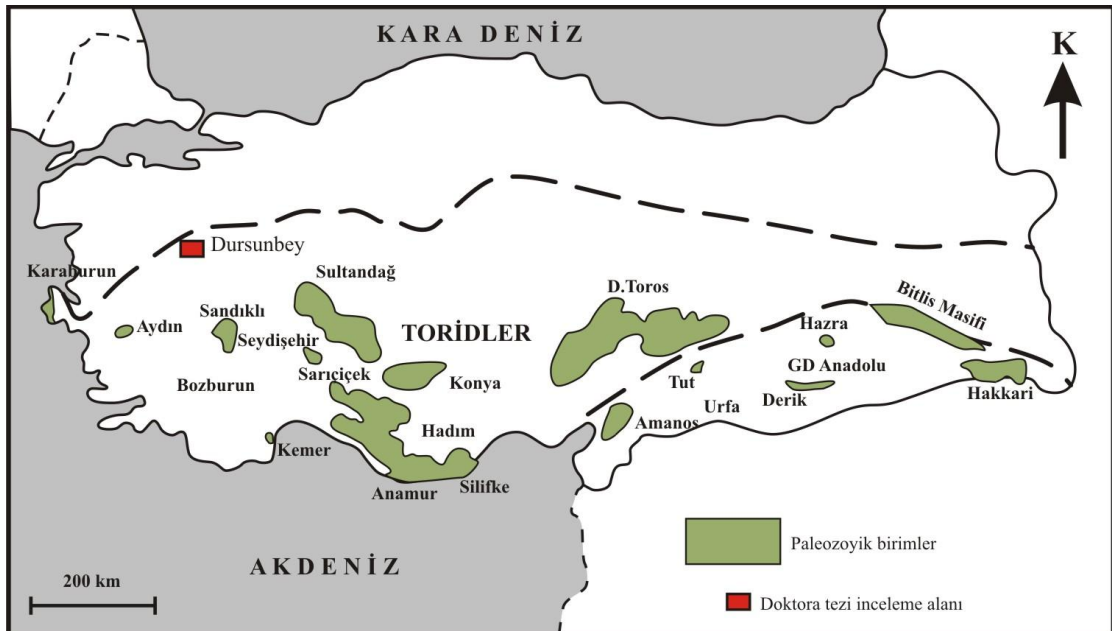 KARA DENİZ
K
Dursunbey
Karaburun
Sultandağ
D.Toros
Bitlis Masifi
Sandıklı
Aydın
Seydişehir
TORİDLER
Hazra
GD Anadolu
Sarıçiçek
Bozburun
Konya
Tut
Derik
Hakkari
Urfa
Amanos
Hadım
Kemer
Anamur
Silifke
Paleozoyik birimler
AKDENİZ
200 km
Doktora tezi inceleme alanı